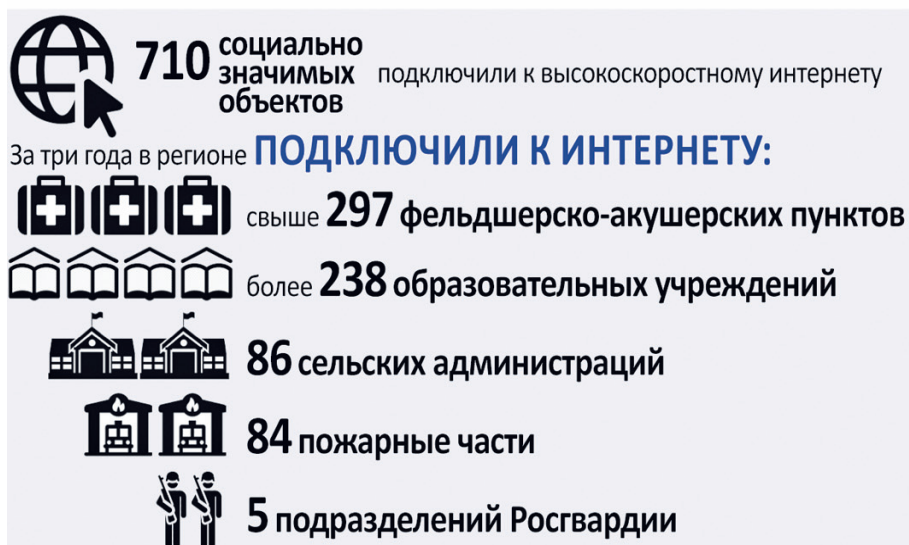 710 социально
значимых
объектов
подключили к высокоскоростному интернету
За три года в регионе ПОДКЛЮЧИЛИ К ИНТЕРНЕТУ:
свыше 297 фельдшерско-акушерских пунктов
более 238 образовательных учреждений
86 сельских администраций
84 пожарные части
5 подразделений Росгвардии